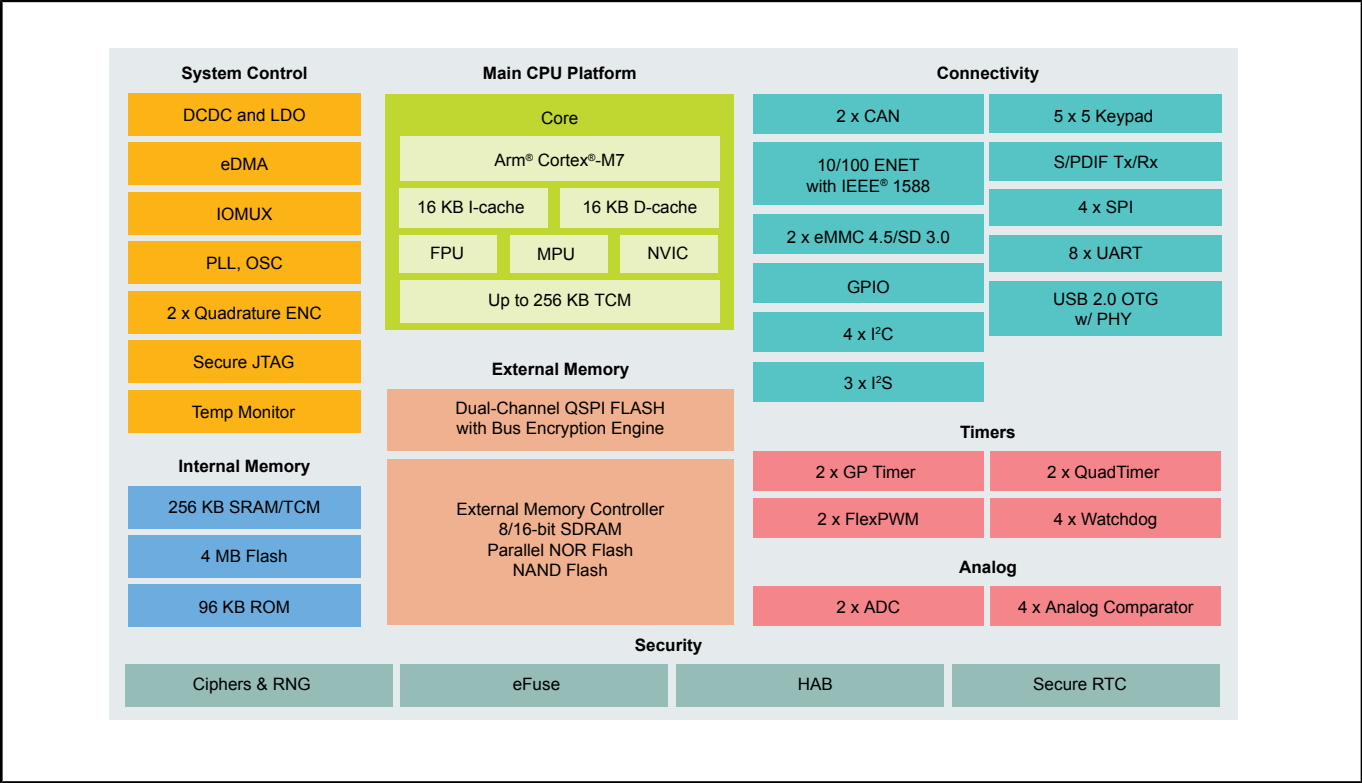 System Control
DCDC and LDO
eDMA
IOMUX
PLL, OSC
2 x Quadrature ENC
Secure JTAG
Temp Monitor
Internal Memory
256 KB SRAM/TCM
4 MB Flash
96 KB ROM
Main CPU Platform
Core
Arm® Cortex®-M7
16 KB I-cache
16 KB D-cache
FPU
MPU
NVIC
Up to 256 KB TCM
External Memory
Dual-Channel QSPI FLASH
with Bus Encryption Engine
External Memory Controller
8/16-bit SDRAM
Parallel NOR Flash
NAND Flash
Connectivity
2 x CAN
10/100 ENET
with IEEE® 1588
2 x eMMC 4.5/SD 3.0
GPIO
4 x I²C
3 x I²S
5 x 5 Keypad
S/PDIF Tx/Rx
4 x SPI
8 x UART
USB 2.0 OTG
w/ PHY
Timers
2 x GP Timer
2 x QuadTimer
2 x FlexPWM
4 x Watchdog
Analog
2 x ADC
4 x Analog Comparator
Security
Ciphers & RNG
eFuse
HAB
Secure RTC